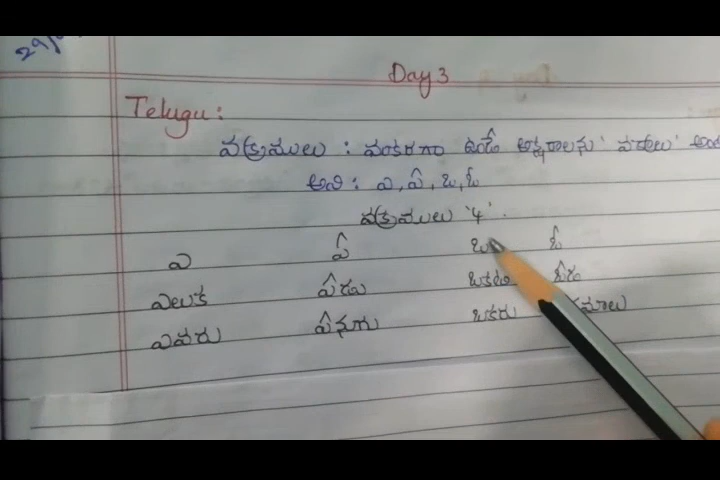 Day 3
Telugu:
వక్రములు : వంకరగా ఉండే అక్షరాలను
అవి : ఎ, ఏ, ఒ, ఓ
వక్రములు '4'.
ఎ ఏ ఒ ఓ
ఎలుక ఏడు ఒకటి ఓడ
ఎవరు ఏనుగు ఒకరు